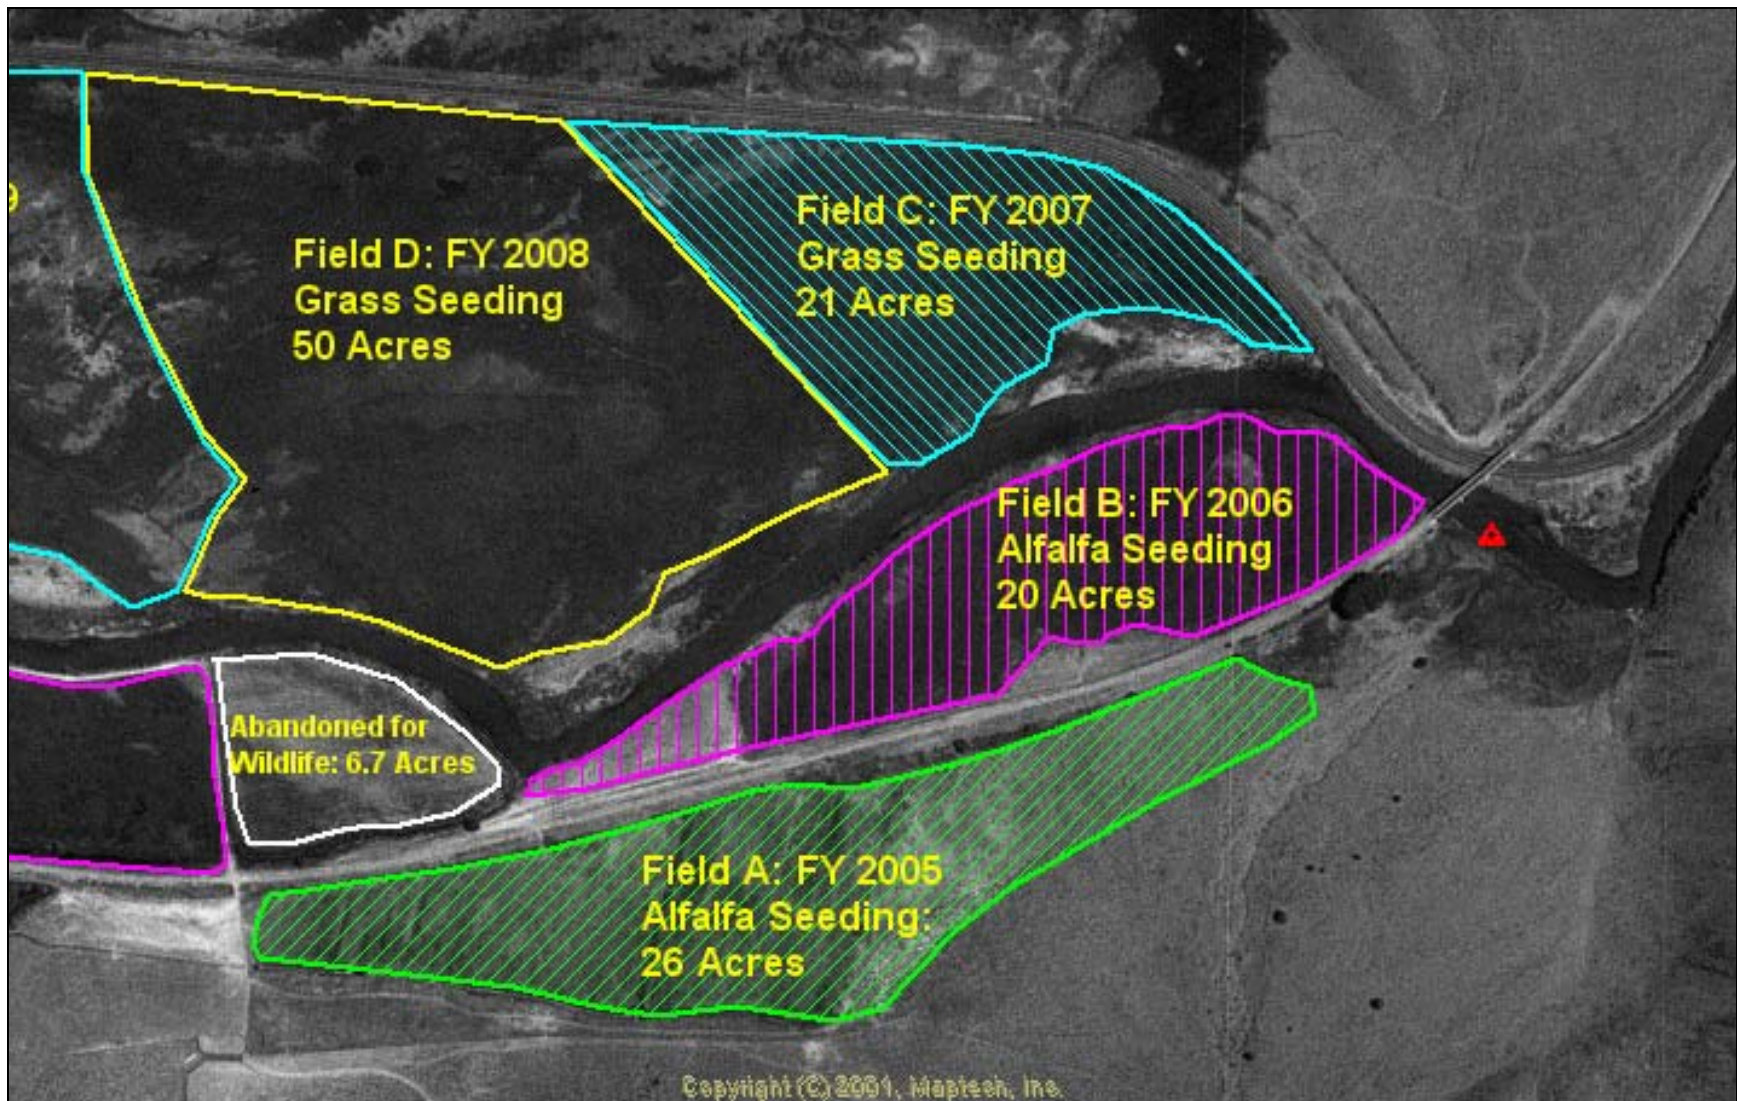 9
Field D: FY 2008
Grass Seeding
50 Acres
Field C: FY 2007
Grass Seeding
21 Acres
Field B: FY 2006
Alfalfa Seeding
20 Acres
Abandoned for
Wildlife: 6.7 Acres
Field A: FY 2005
Alfalfa Seeding:
26 Acres
Copyright (C) 2001, Maptech, Inc.